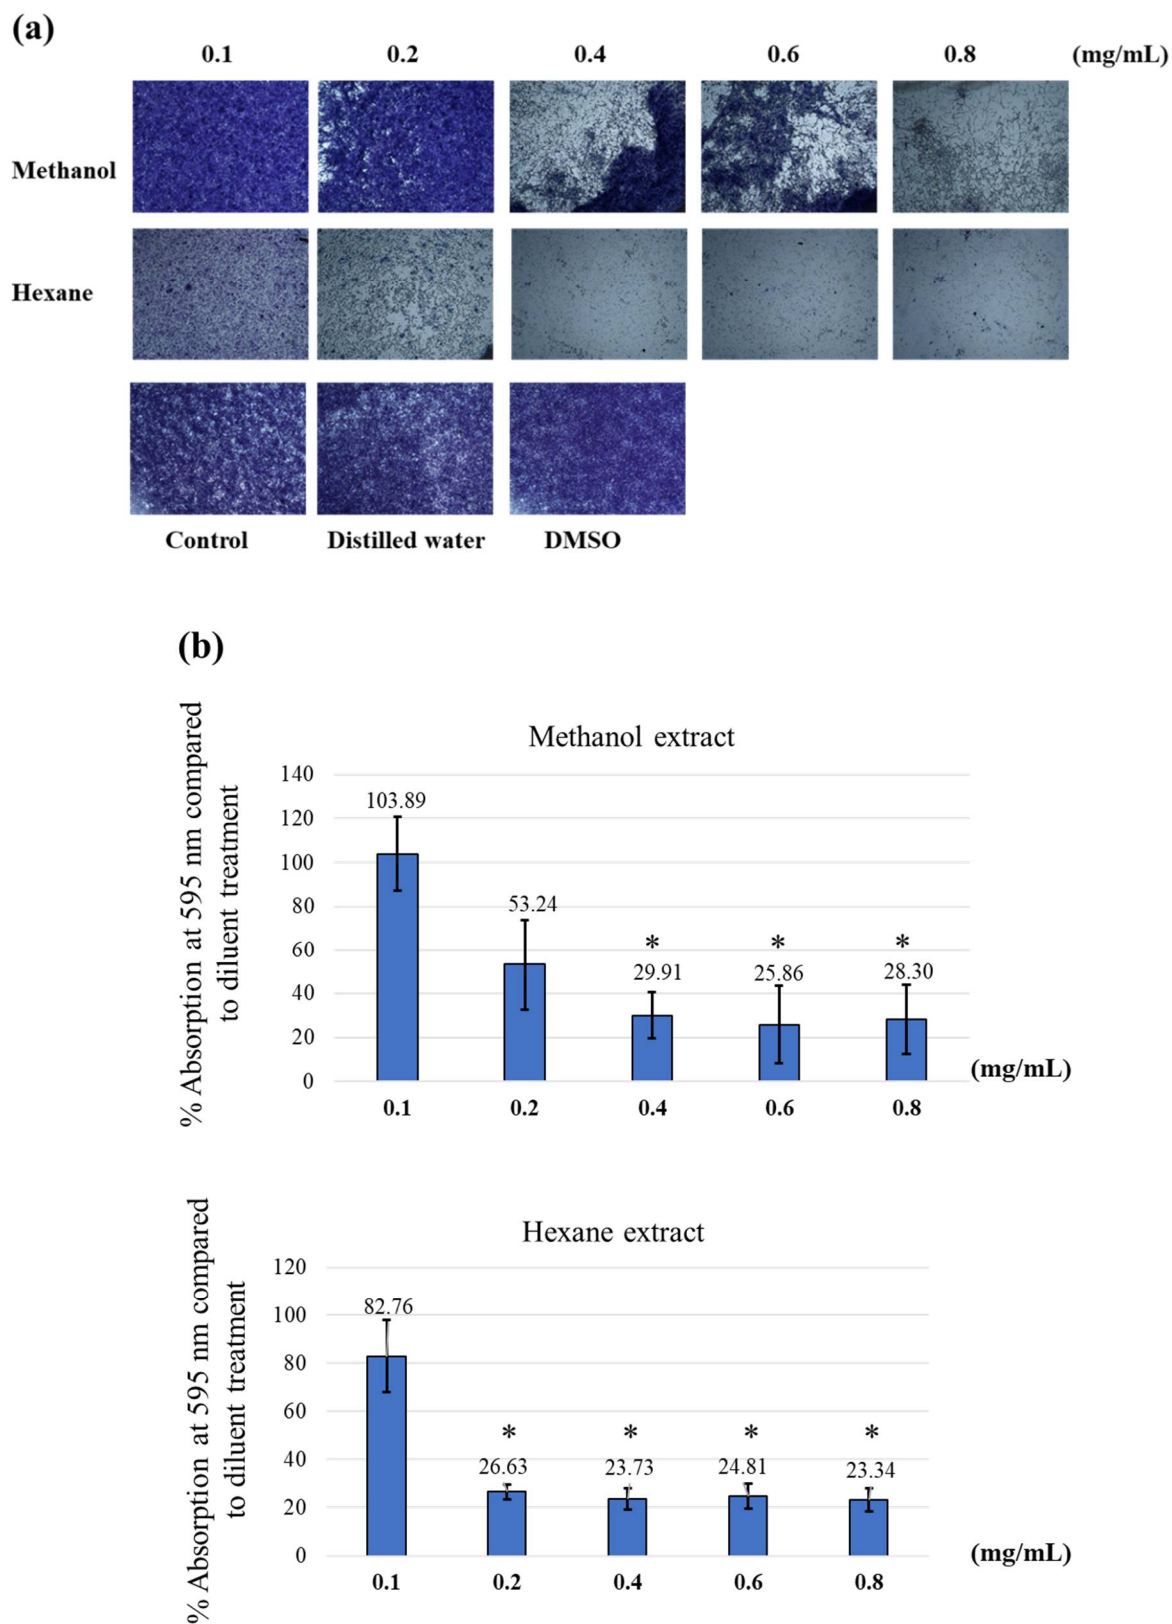 (a)
0.1 0.2 0.4 0.6 0.8 (mg/mL)
Methanol
Hexane
Control Distilled water DMSO
(b)
% Absorption at 595 nm compared
to diluent treatment
Methanol extract
140
120
100
80
60
40
20
0
103.89
53.24
*
29.91
*
25.86
*
28.30
0.1 0.2 0.4 0.6 0.8
(mg/mL)
% Absorption at 595 nm compared
to diluent treatment
Hexane extract
120
100
80
60
40
20
0
82.76
*
26.63
*
23.73
*
24.81
*
23.34
0.1 0.2 0.4 0.6 0.8
(mg/mL)